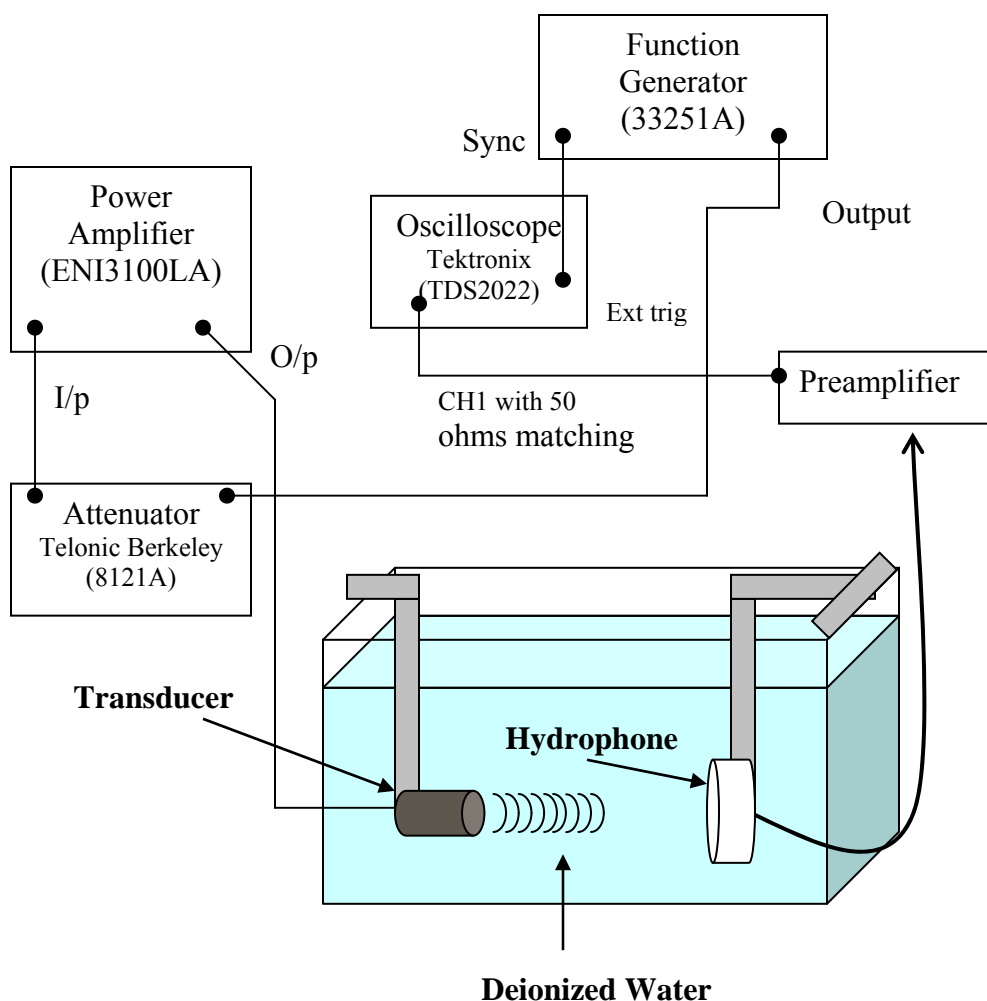 Function
Generator
(33251A)
Sync
Output
Power
Amplifier
(ENI3100LA)
Oscilloscope
Tektronix
(TDS2022)
Ext trig
O/p
I/p
Preamplifier
CH1 with 50
ohms matching
Attenuator
Telonic Berkeley
(8121A)
Transducer
Hydrophone
Deionized Water